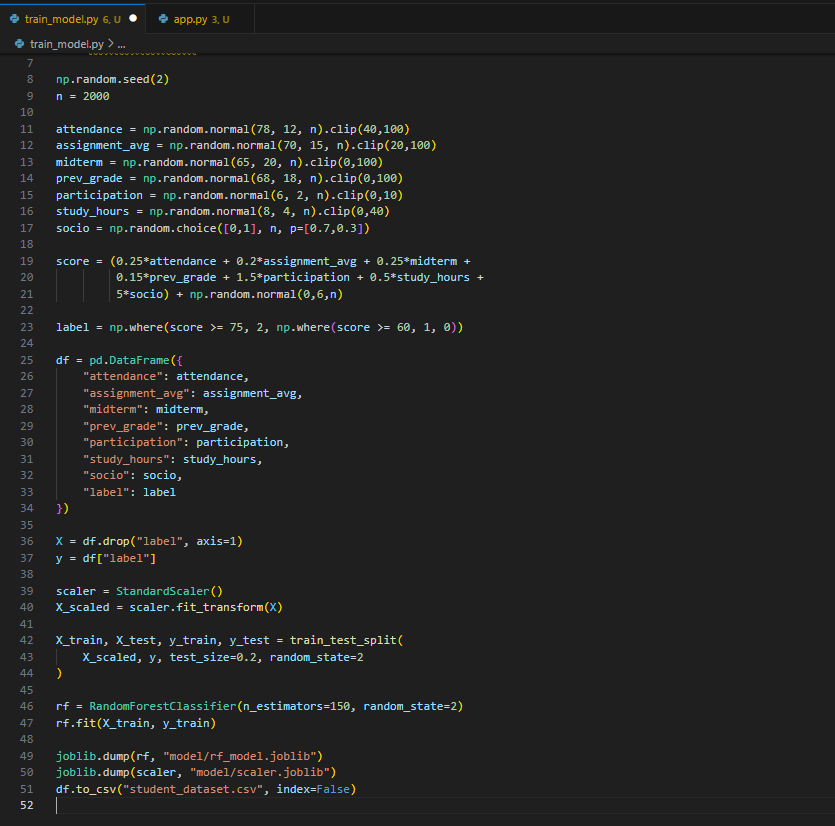 train_model.py 6, U
app.py 3, U
train_model.py > ...
7
8 np.random.seed(2)
9 n = 2000
10
11 attendance = np.random.normal(78, 12, n).clip(40,100)
12 assignment_avg = np.random.normal(70, 15, n).clip(20,100)
13 midterm = np.random.normal(65, 20, n).clip(0,100)
14 prev_grade = np.random.normal(68, 18, n).clip(0,100)
15 participation = np.random.normal(6, 2, n).clip(0,10)
16 study_hours = np.random.normal(8, 4, n).clip(0,40)
17 socio = np.random.choice([0,1], n, p=[0.7,0.3])
18
19 score = (0.25*attendance + 0.2*assignment_avg + 0.25*midterm +
20          0.15*prev_grade + 1.5*participation + 0.5*study_hours +
21          5*socio) + np.random.normal(0,6,n)
22
23 label = np.where(score >= 75, 2, np.where(score >= 60, 1, 0))
24
25 df = pd.DataFrame({
26     "attendance": attendance,
27     "assignment_avg": assignment_avg,
28     "midterm": midterm,
29     "prev_grade": prev_grade,
30     "participation": participation,
31     "study_hours": study_hours,
32     "socio": socio,
33     "label": label
34 })
35
36 X = df.drop("label", axis=1)
37 y = df["label"]
38
39 scaler = StandardScaler()
40 X_scaled = scaler.fit_transform(X)
41
42 X_train, X_test, y_train, y_test = train_test_split(
43     X_scaled, y, test_size=0.2, random_state=2
44 )
45
46 rf = RandomForestClassifier(n_estimators=150, random_state=2)
47 rf.fit(X_train, y_train)
48
49 joblib.dump(rf, "model/rf_model.joblib")
50 joblib.dump(scaler, "model/scaler.joblib")
51 df.to_csv("student_dataset.csv", index=False)
52